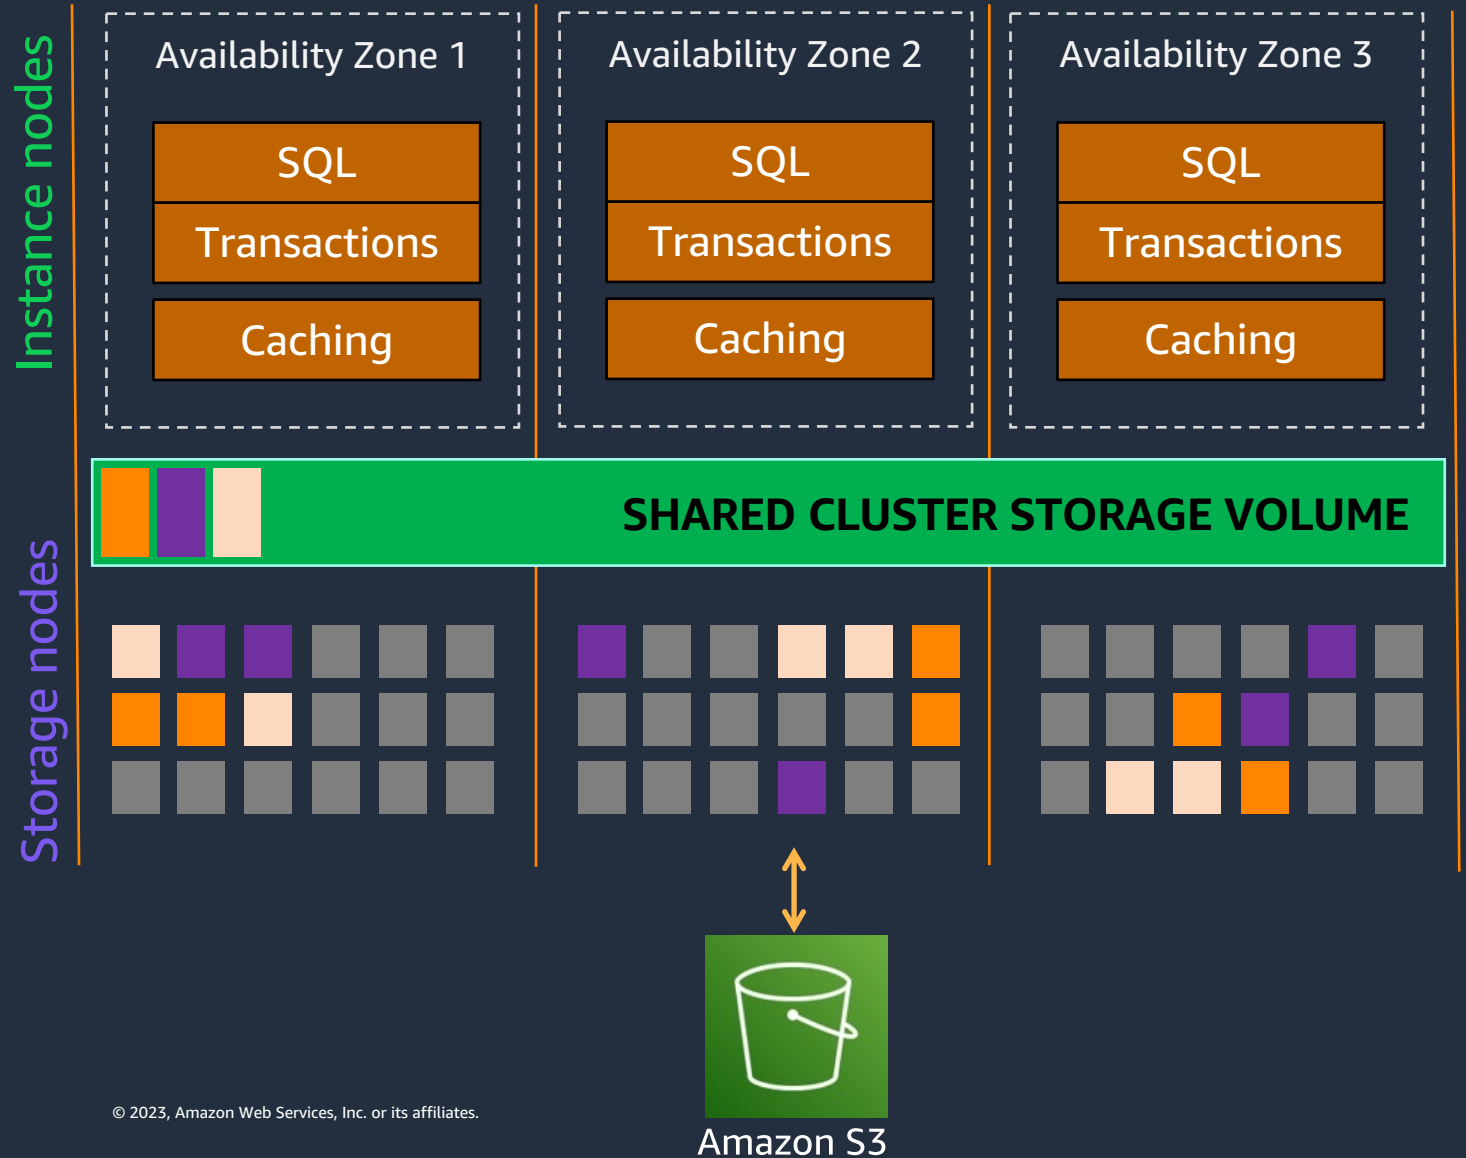 Instance nodes
Availability Zone 1
SQL
Transactions
Caching
Availability Zone 2
SQL
Transactions
Caching
Availability Zone 3
SQL
Transactions
Caching
Storage nodes
SHARED CLUSTER STORAGE VOLUME
© 2023, Amazon Web Services, Inc. or its affiliates.
Amazon S3